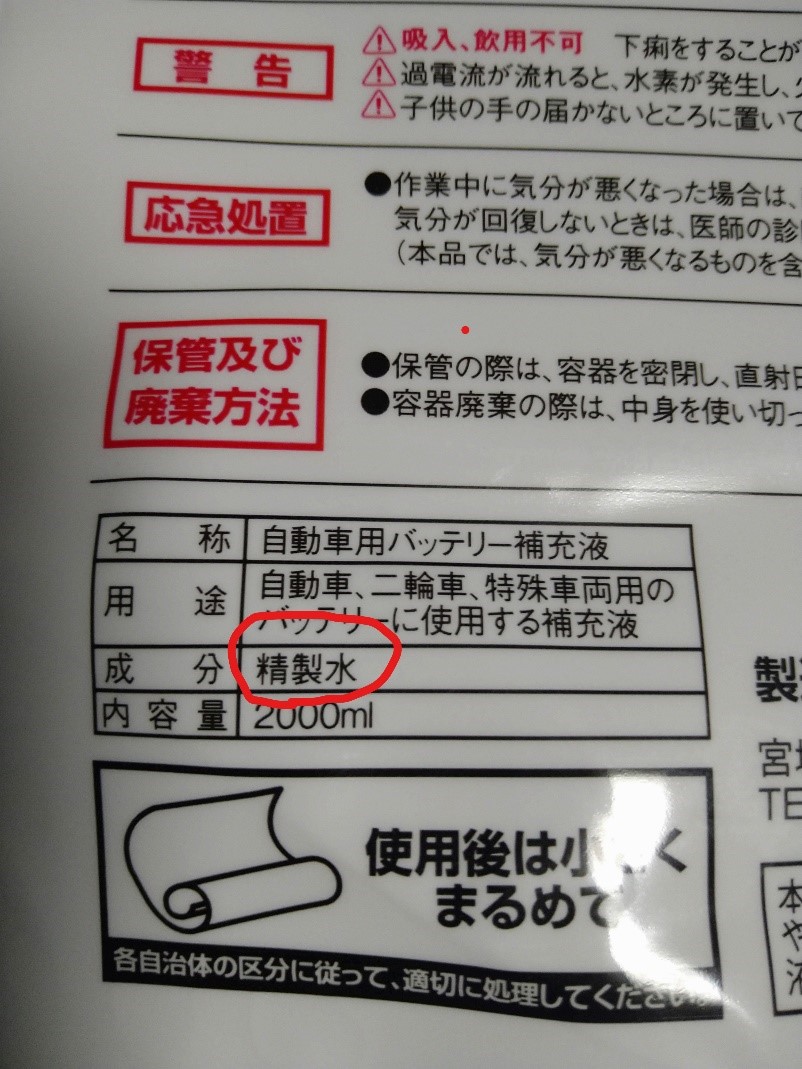 警告
吸入、飲用不可 下痢をすることが
過電流が流れると、水素が発生し、
子供の手の届かないところに置いて
応急処置
●作業中に気分が悪くなった場合は、
気分が回復しないときは、医師の診
(本品では、気分が悪くなるものを含
保管及び
廃棄方法
●保管の際は、容器を密閉し、直射日
●容器廃棄の際は、中身を使い切っ
名称 自動車用バッテリー補充液
用途 自動車、二輪車、特殊車両用の
バッテリーに使用する補充液
成分 精製水
内容量 2000ml
製
宮
TE
使用後は小さく
まるめて
本
や
液
各自治体の区分に従って、適切に処理してください。